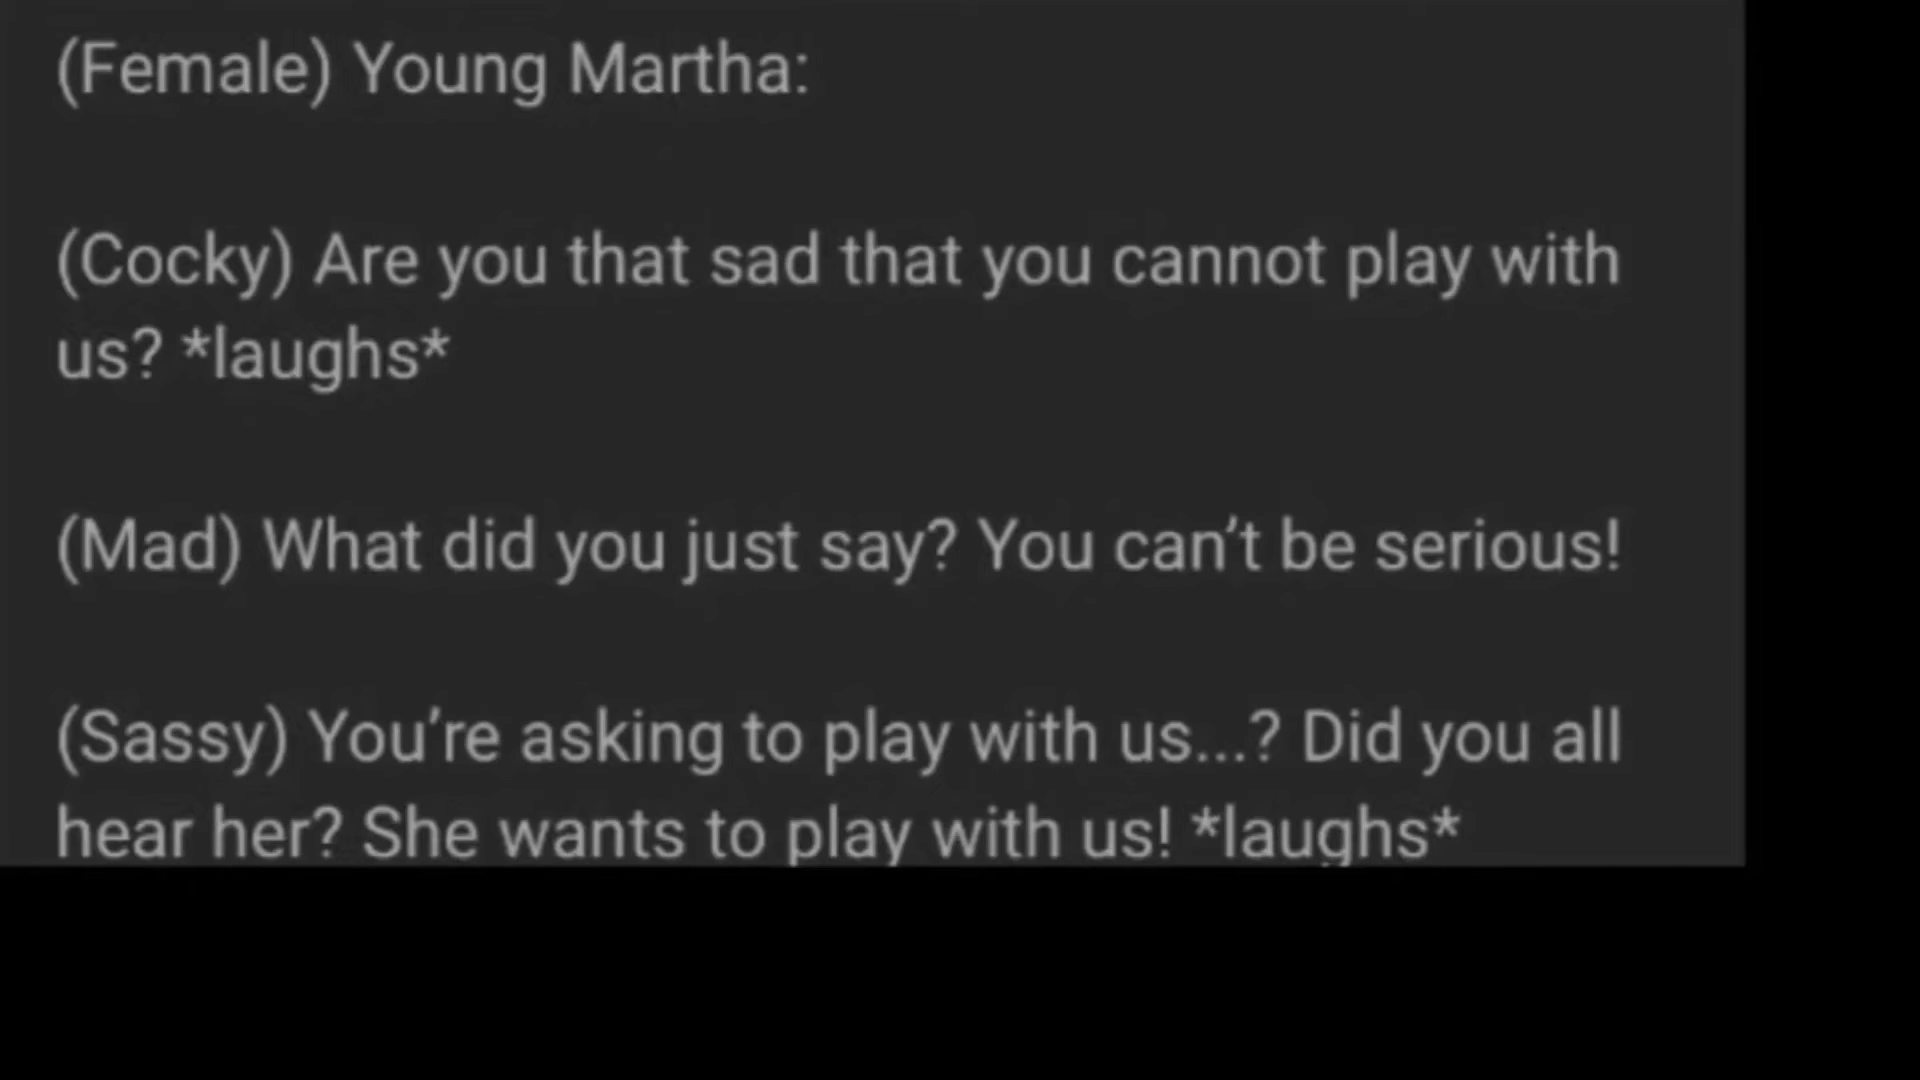 (Female) Young Martha:
(Cocky) Are you that sad that you cannot play with
us? *laughs*
(Mad) What did you just say? You can’t be serious!
(Sassy) You’re asking to play with us...? Did you all
hear her? She wants to play with us! *laughs*